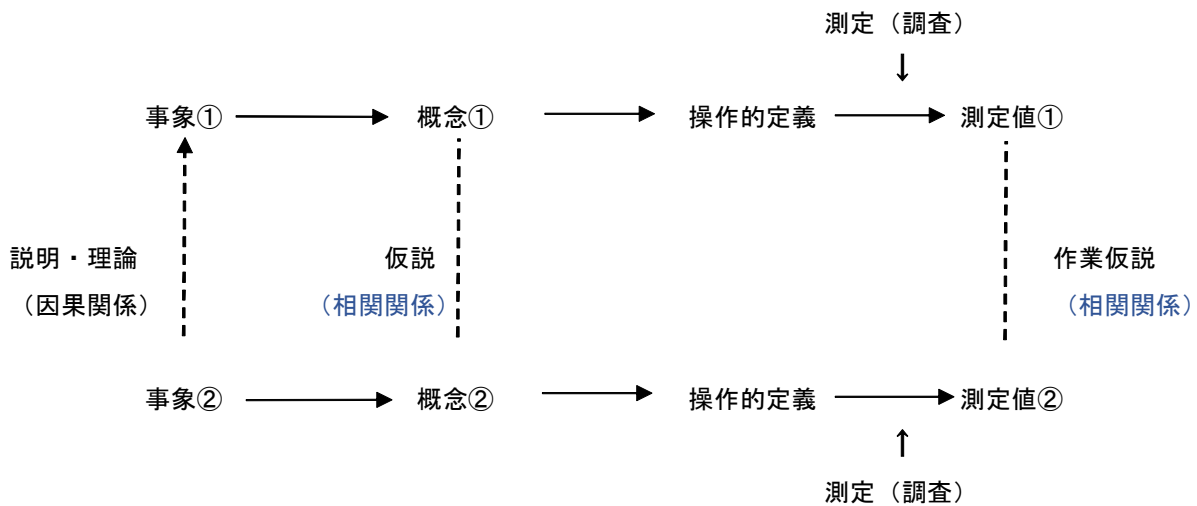 測定（調査）
↓
事象① 概念① 操作的定義 測定値①
説明・理論 仮説 作業仮説
（因果関係） （相関関係） （相関関係）
事象② 概念② 操作的定義 測定値②
↑
測定（調査）